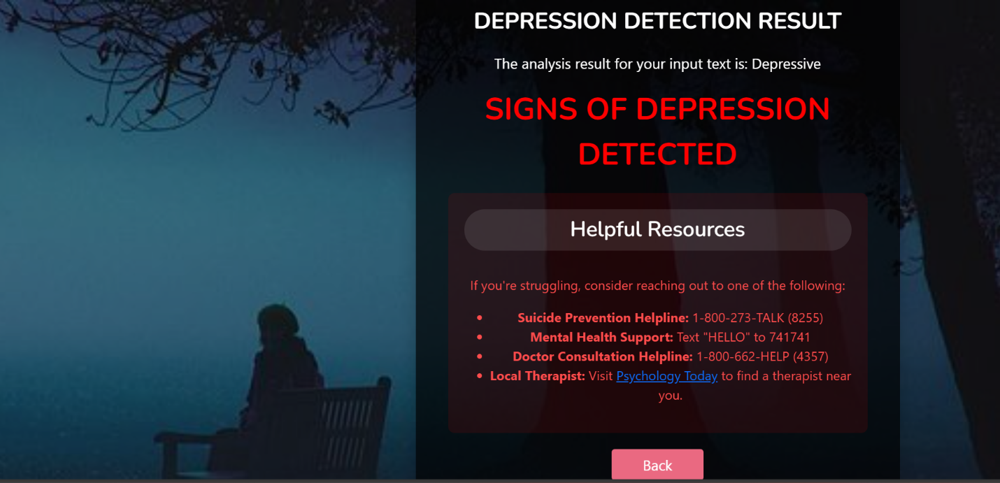 DEPRESSION DETECTION RESULT
The analysis result for your input text is: Depressive
SIGNS OF DEPRESSION
DETECTED
Helpful Resources
If you're struggling, consider reaching out to one of the following:
• Suicide Prevention Helpline: 1-800-273-TALK (8255)
• Mental Health Support: Text "HELLO" to 741741
• Doctor Consultation Helpline: 1-800-662-HELP (4357)
• Local Therapist: Visit Psychology Today to find a therapist near
you.
Back